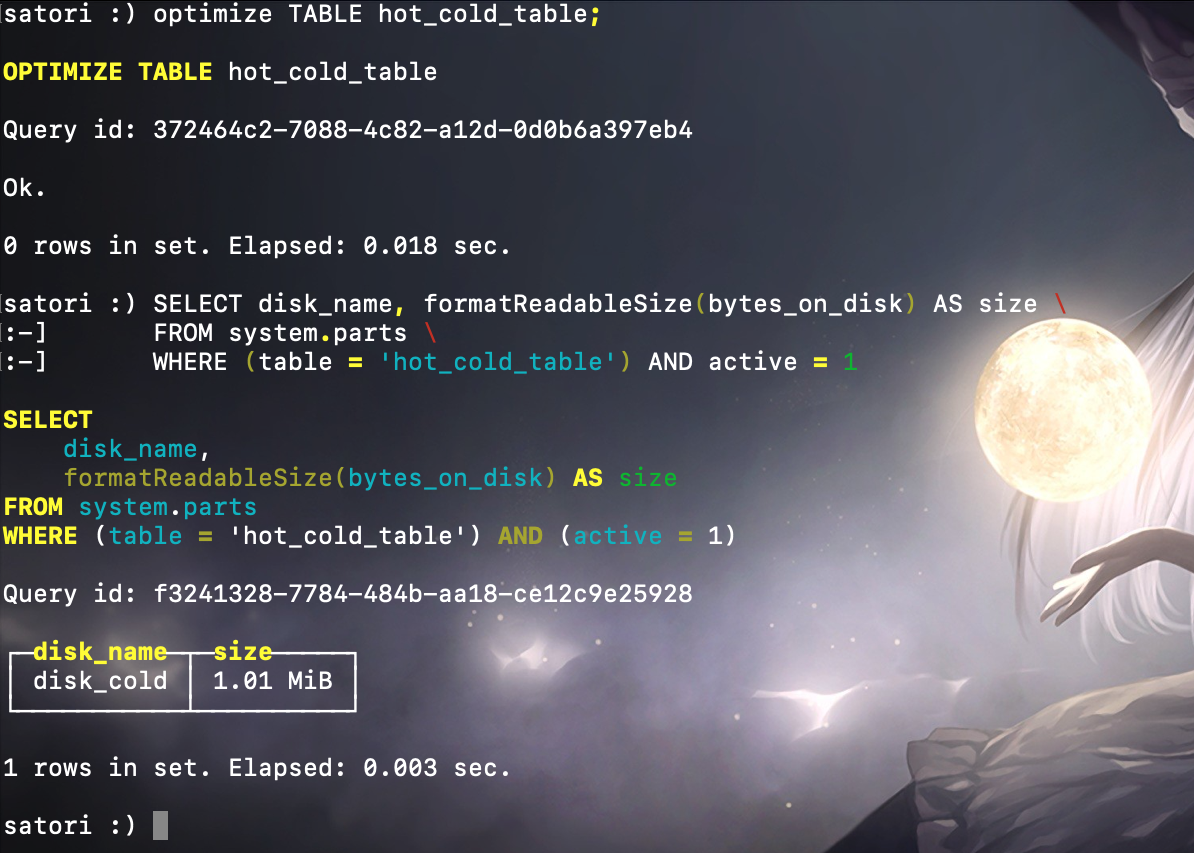 satori :) optimize TABLE hot_cold_table;
OPTIMIZE TABLE hot_cold_table
Query id: 372464c2-7088-4c82-a12d-0d0b6a397eb4
Ok.
0 rows in set. Elapsed: 0.018 sec.
satori :) SELECT disk_name, formatReadableSize(bytes_on_disk) AS size \
:-]       FROM system.parts \
:-]       WHERE (table = 'hot_cold_table') AND active = 1
SELECT
    disk_name,
    formatReadableSize(bytes_on_disk) AS size
FROM system.parts
WHERE (table = 'hot_cold_table') AND (active = 1)
Query id: f3241328-7784-484b-aa18-ce12c9e25928
disk_name size
disk_cold 1.01 MiB
1 rows in set. Elapsed: 0.003 sec.
satori :)